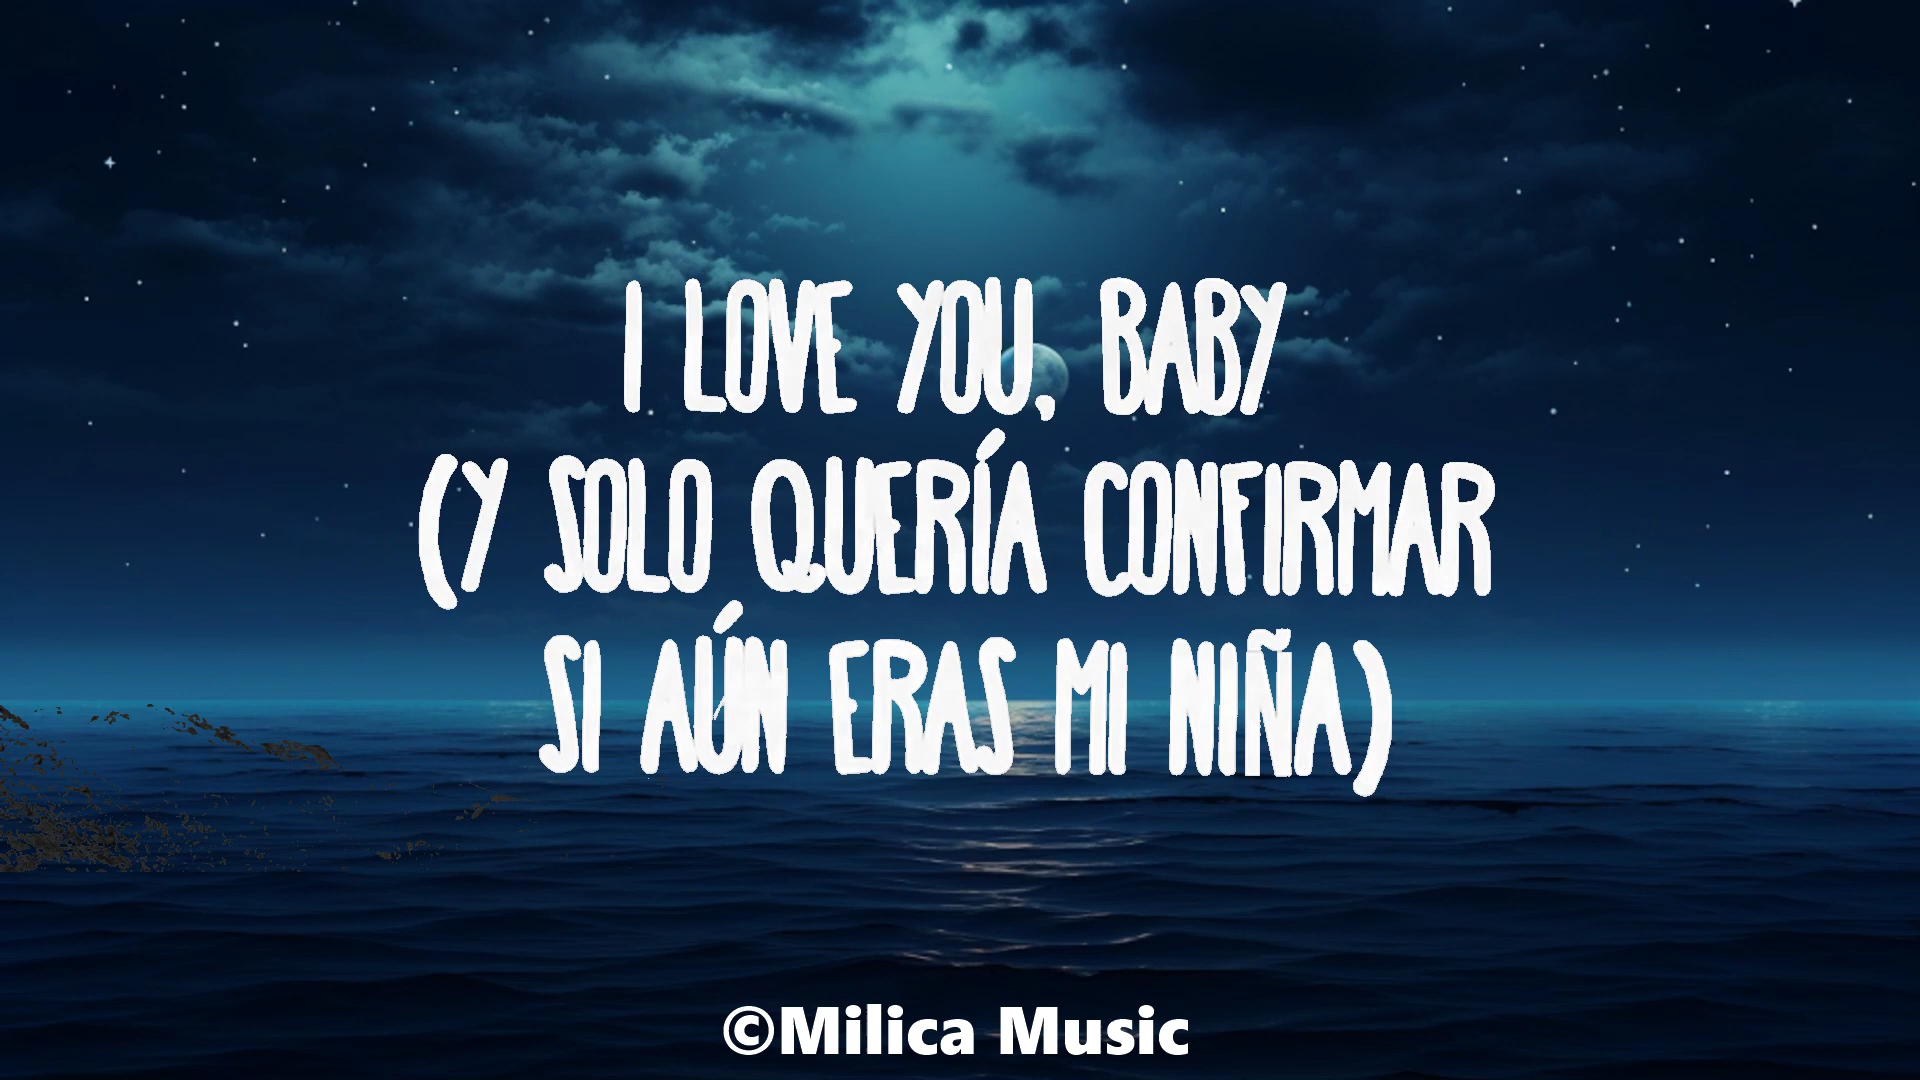 I LOVE YOU, BABY
(Y SOLO QUERÍA CONFIRMAR
SI AÚN ERAS MI NIÑA)
©Milica Music